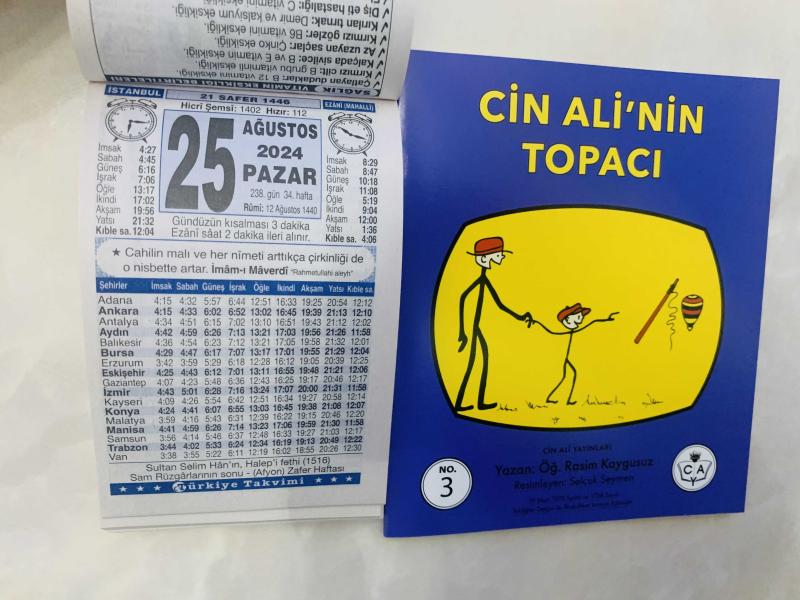 Diş eti hastalığı: C vitamini eksikliği.
Kırılan tırnak: Demir ve kalsiyum eksikliği.
Kırmızı gözler: B6 vitamini eksikliği.
Az uzayan saçlar: Çinko eksikliği.
Kalçada sivilce: B ve E vitamin eksikliği.
Kırmızı cilt: B grubu vitamini eksikliği.
Çatlayan dudaklar: B 12 vitamini eksikliği.
SAĞLIK VİTAMİN EKSİKLİĞİ BELİRTİLERİ
İSTANBUL
21 SAFER 1446
Hicri Şemsi: 1402 Hızır: 112
EZÂNÎ (MAHALLÎ)
25
AĞUSTOS
2024
PAZAR
238. gün 34. hafta
Rûmî: 12 Ağustos 1440
İmsak 4:27
Sabah 4:45
Güneş 6:16
İşrak 7:06
Öğle 13:17
İkindi 17:02
Akşam 19:56
Yatsı 21:32
Kıble sa. 12:04
İmsak 8:29
Sabah 8:47
Güneş 10:18
İşrak 11:08
Öğle 5:19
İkindi 9:04
Akşam 12:00
Yatsı 1:36
Kıble sa. 4:06
Gündüzün kısalması 3 dakika
Ezânî sâat 2 dakika ileri alınır.
★ Cahilin malı ve her nîmeti arttıkça çirkinliği de
o nisbette artar. İmâm-ı Mâverdî "Rahmetullahi aleyh"
Şehirler İmsak Sabah Güneş İşrak Öğle İkindi Akşam Yatsı Kıble sa.
Adana 4:15 4:32 5:57 6:44 12:51 16:33 19:25 20:54 12:12
Ankara 4:15 4:33 6:02 6:52 13:02 16:45 19:39 21:13 12:10
Antalya 4:34 4:51 6:15 7:02 13:10 16:51 19:43 21:12 12:02
Aydın 4:42 4:59 6:26 7:13 13:21 17:03 19:56 21:26 11:58
Balıkesir 4:36 4:54 6:23 7:12 13:21 17:05 19:58 21:32 12:01
Bursa 4:29 4:47 6:17 7:07 13:17 17:01 19:55 21:29 12:04
Erzurum 3:42 3:59 5:29 6:18 12:28 16:12 19:05 20:39 12:25
Eskişehir 4:25 4:43 6:12 7:01 13:11 16:55 19:48 21:21 12:06
Gaziantep 4:07 4:23 5:48 6:36 12:43 16:25 19:17 20:46 12:17
İzmir 4:43 5:01 6:28 7:16 13:24 17:07 20:00 21:31 11:58
Kayseri 4:09 4:26 5:54 6:42 12:51 16:34 19:27 20:58 12:14
Konya 4:24 4:41 6:07 6:55 13:03 16:45 19:38 21:08 12:07
Malatya 3:59 4:16 5:43 6:31 12:39 16:22 19:15 20:46 12:20
Manisa 4:41 4:59 6:26 7:14 13:23 17:06 19:59 21:30 11:58
Samsun 3:56 4:14 5:46 6:37 12:48 16:33 19:27 21:03 12:17
Trabzon 3:44 4:02 5:33 6:24 12:34 16:19 19:13 20:49 12:22
Van 3:38 3:55 5:22 6:11 12:19 16:02 18:55 20:26 12:30
Sultan Selim Hân'ın, Halep'i fethi (1516)
Sam Rüzgârlarının sonu - (Afyon) Zafer Haftası
Türkiye Takvimi
CİN ALİ'NİN
TOPACI
CİN ALİ YAYINLARI
Yazan: Öğ. Rasim Kaygusuz
Resimleyen: Selçuk Seymen
NO.
3
C A
Y